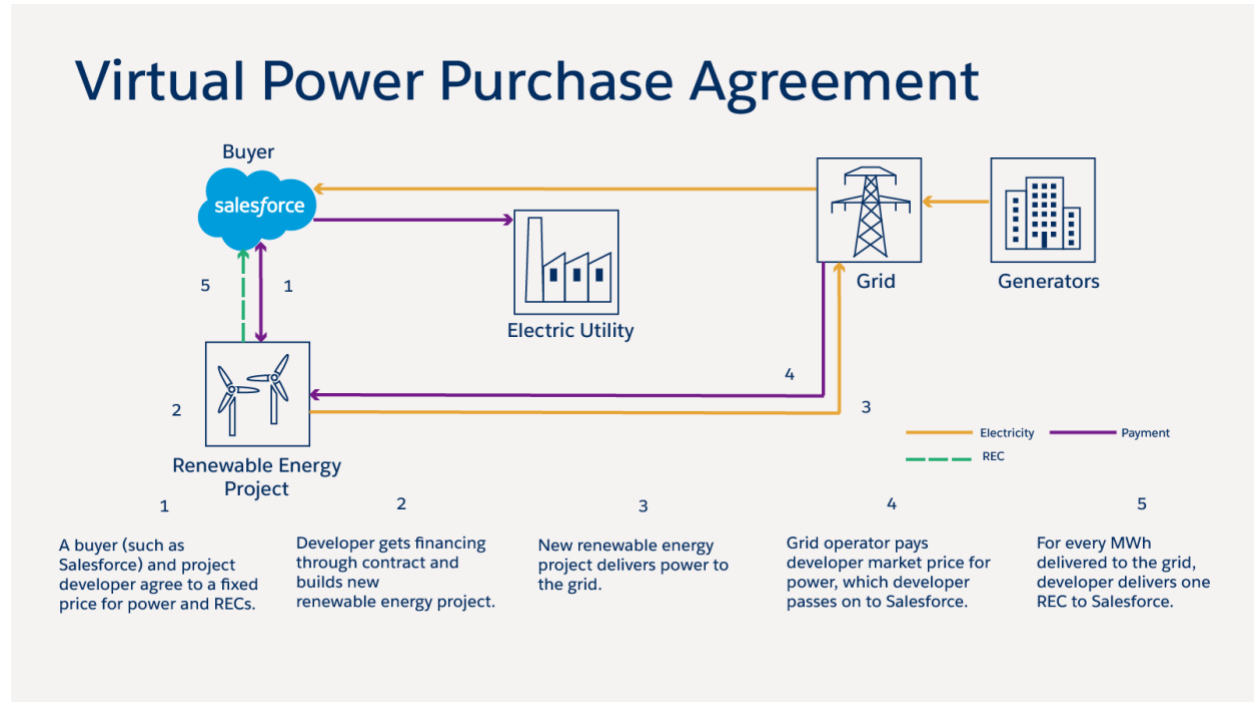 Virtual Power Purchase Agreement
Buyer
salesforce
Electric Utility
Grid
Generators
5
1
2
Renewable Energy
Project
4
3
Electricity
Payment
REC
1
A buyer (such as
Salesforce) and project
developer agree to a fixed
price for power and RECs.
2
Developer gets financing
through contract and
builds new
renewable energy project.
3
New renewable energy
project delivers power to
the grid.
4
Grid operator pays
developer market price for
power, which developer
passes on to Salesforce.
5
For every MWh
delivered to the grid,
developer delivers one
REC to Salesforce.